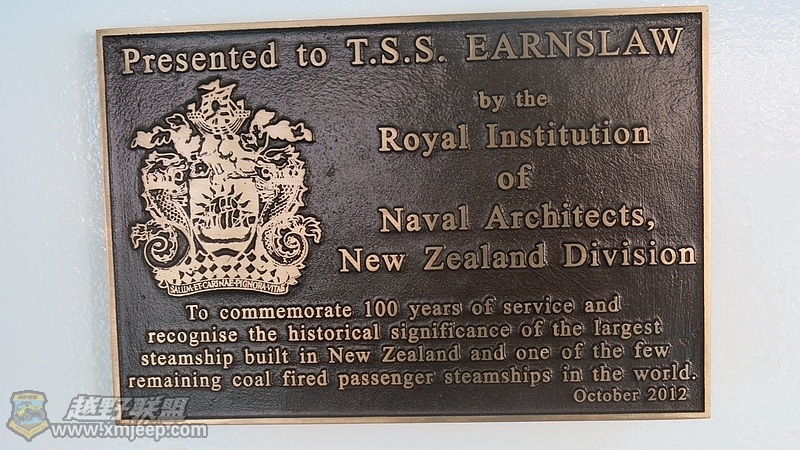 Presented to T.S.S. EARNSLAW
by the
Royal Institution
of
Naval Architects,
New Zealand Division
SALUM·ET·CARINAE·PIGNORA·VITAE
To commemorate 100 years of service and
recognise the historical significance of the largest
steamship built in New Zealand and one of the few
remaining coal fired passenger steamships in the world.
October 2012
越野联盟
www.xmjeep.com